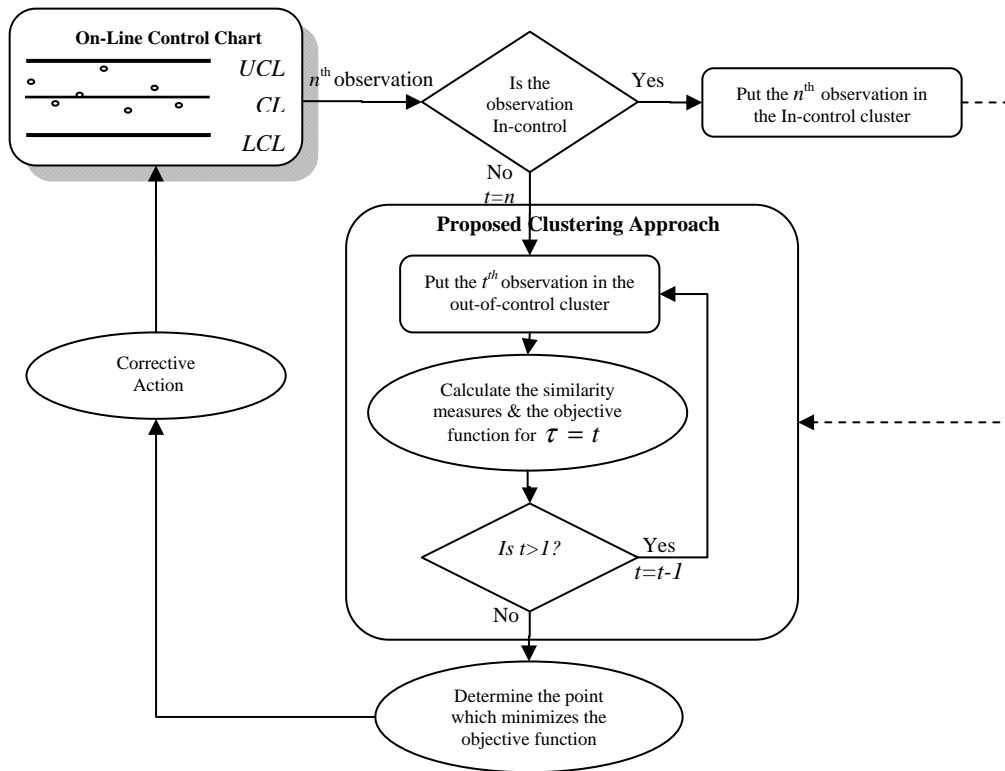 On-Line Control Chart
UCL
CL
LCL
nth observation
Is the
observation
In-control
Yes
Put the nth observation in
the In-control cluster
No
t=n
Proposed Clustering Approach
Put the tth observation in the
out-of-control cluster
Calculate the similarity
measures & the objective
function for τ = t
Is t>1?
Yes
t=t-1
No
Determine the point
which minimizes the
objective function
Corrective
Action